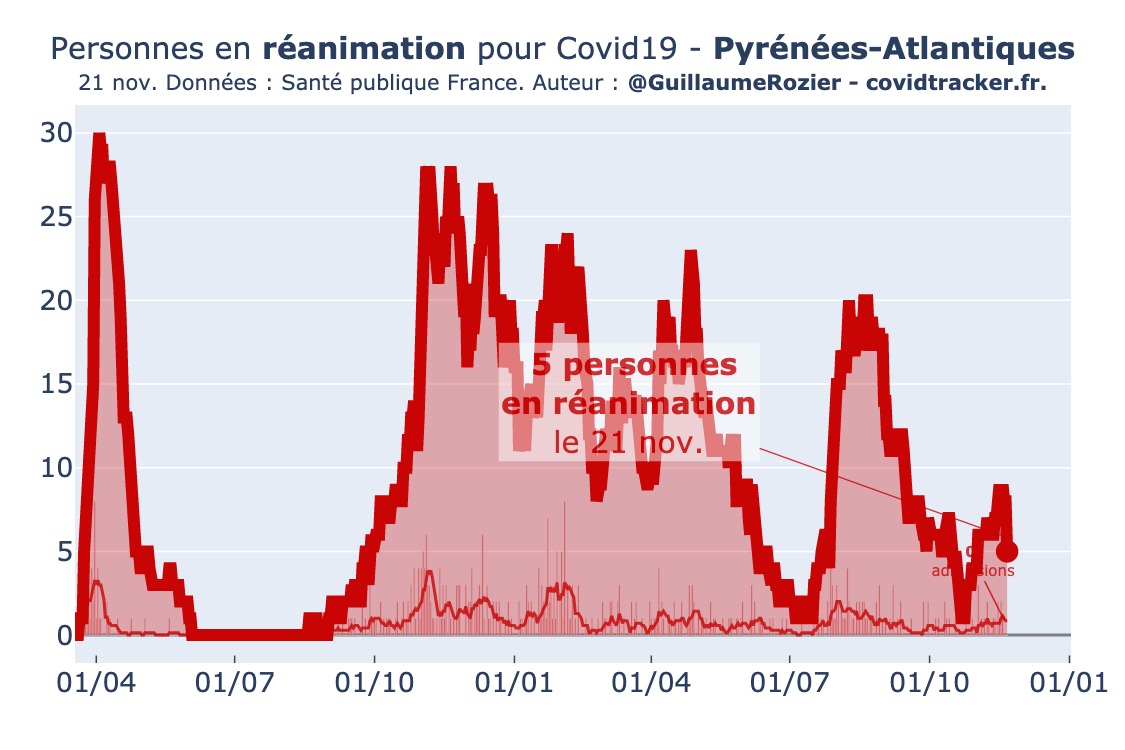 Personnes en réanimation pour Covid19 - Pyrénées-Atlantiques
21 nov. Données : Santé publique France. Auteur : @GuillaumeRozier - covidtracker.fr.
30
25
20
15
10
5
0
5 personnes
en réanimation
le 21 nov.
0
admissions
01/04
01/07
01/10
01/01
01/04
01/07
01/10
01/01